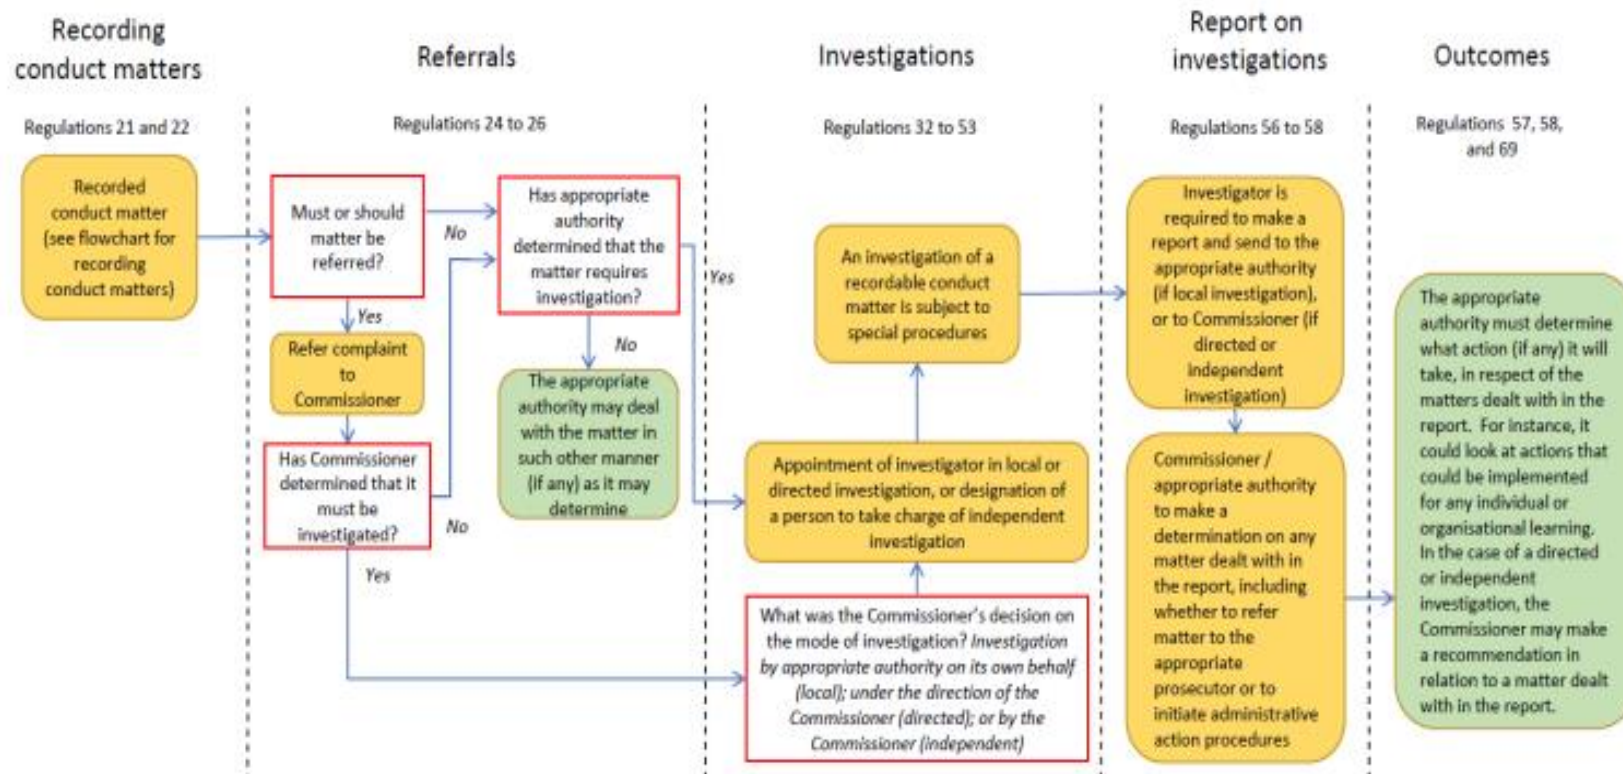 Recording
conduct matters
Regulations 21 and 22
Recorded
conduct matter
(see flowchart for
recording
conduct matters)
Referrals
Regulations 24 to 26
Must or should
matter be
referred?
No
Yes
Refer complaint
to
Commissioner
Has Commissioner
determined that it
must be
investigated?
No
Yes
Has appropriate
authority
determined that the
matter requires
investigation?
Yes
No
The appropriate
authority may deal
with the matter in
such other manner
(if any) as it may
determine
Investigations
Regulations 32 to 53
An investigation of a
recordable conduct
matter is subject to
special procedures
Appointment of investigator in local or
directed investigation, or designation of
a person to take charge of independent
investigation
What was the Commissioner's decision on
the mode of investigation? Investigation
by appropriate authority on its own behalf
(local); under the direction of the
Commissioner (directed); or by the
Commissioner (independent)
Report on
investigations
Regulations 56 to 58
Investigator is
required to make a
report and send to the
appropriate authority
(if local investigation),
or to Commissioner (if
directed or
independent
investigation)
Commissioner /
appropriate authority
to make a
determination on any
matter dealt with in
the report, including
whether to refer
matter to the
appropriate
prosecutor or to
initiate administrative
action procedures
Outcomes
Regulations 57, 58,
and 69
The appropriate
authority must determine
what action (if any) it will
take, in respect of the
matters dealt with in the
report. For instance, it
could look at actions that
could be implemented
for any individual or
organisational learning.
In the case of a directed
or independent
investigation, the
Commissioner may make
a recommendation in
relation to a matter dealt
with in the report.